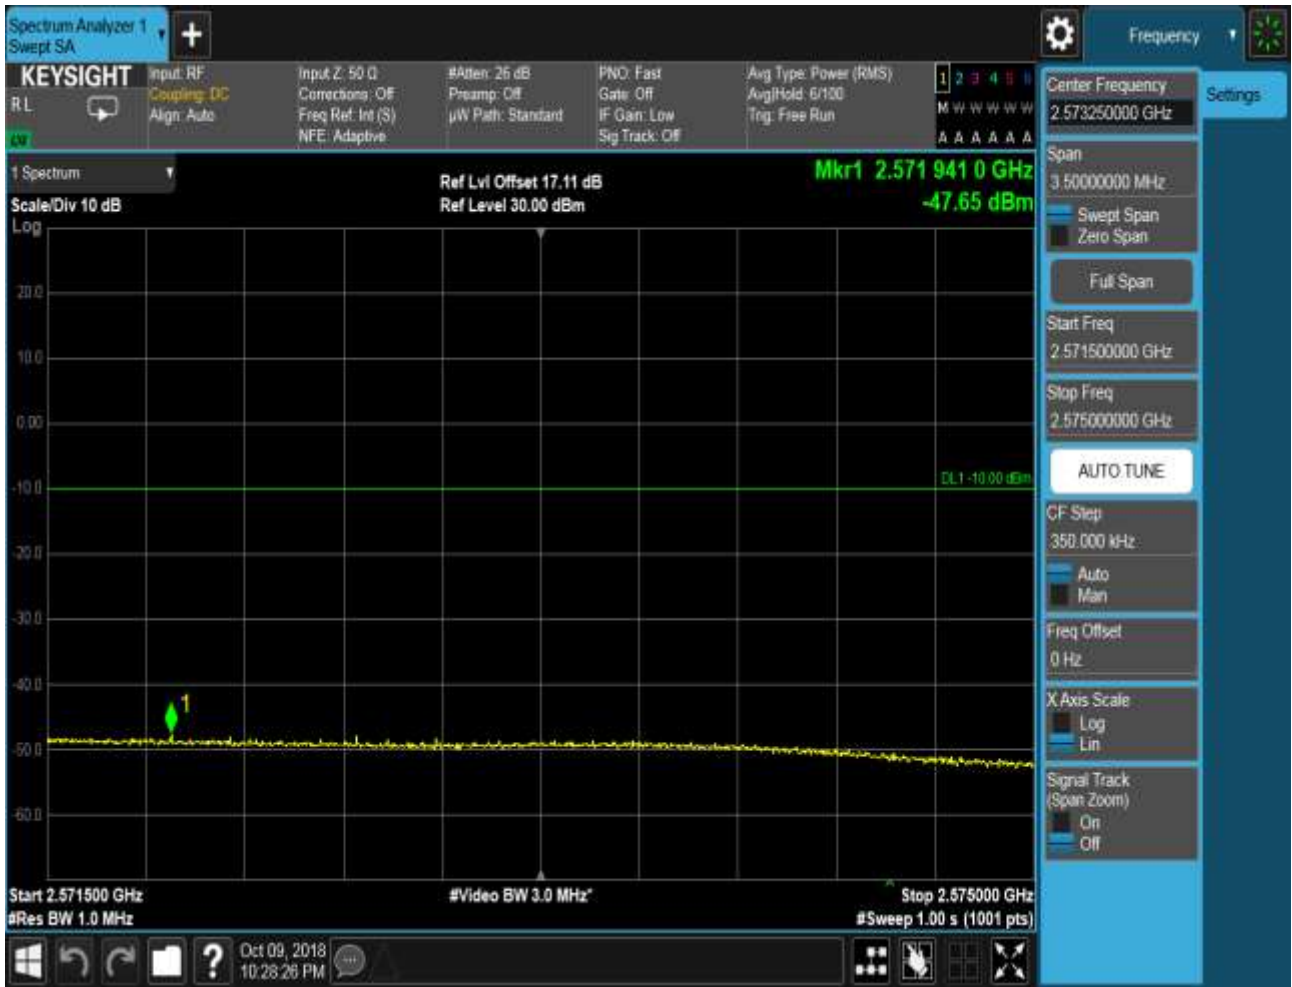 Spectrum Analyzer 1
Swept SA
+
Frequency
KEYSIGHT
RL
Input: RF
Coupling: DC
Align: Auto
Input Z: 50 Ω
Corrections: Off
Freq Ref: Int (S)
NFE: Adaptive
#Atten: 26 dB
Preamp: Off
µW Path: Standard
PNO: Fast
Gate: Off
IF Gain: Low
Sig Track: Off
Avg Type: Power (RMS)
Avg|Hold: 6/100
Trig: Free Run
1 2 3 4 5 6
M W W W W W
A A A A A A
1 Spectrum
Scale/Div 10 dB
Log
Ref Lvl Offset 17.11 dB
Ref Level 30.00 dBm
Mkr1 2.571 941 0 GHz
-47.65 dBm
20.0
10.0
0.00
-10.0
-20.0
-30.0
-40.0
-50.0
-60.0
DL1 -10.00 dBm
1
Start 2.571500 GHz
#Res BW 1.0 MHz
#Video BW 3.0 MHz*
Stop 2.575000 GHz
#Sweep 1.00 s (1001 pts)
Center Frequency
2.573250000 GHz
Settings
Span
3.50000000 MHz
Swept Span
Zero Span
Full Span
Start Freq
2.571500000 GHz
Stop Freq
2.575000000 GHz
AUTO TUNE
CF Step
350.000 kHz
Auto
Man
Freq Offset
0 Hz
X Axis Scale
Log
Lin
Signal Track
(Span Zoom)
On
Off
?
Oct 09, 2018
10:28:26 PM